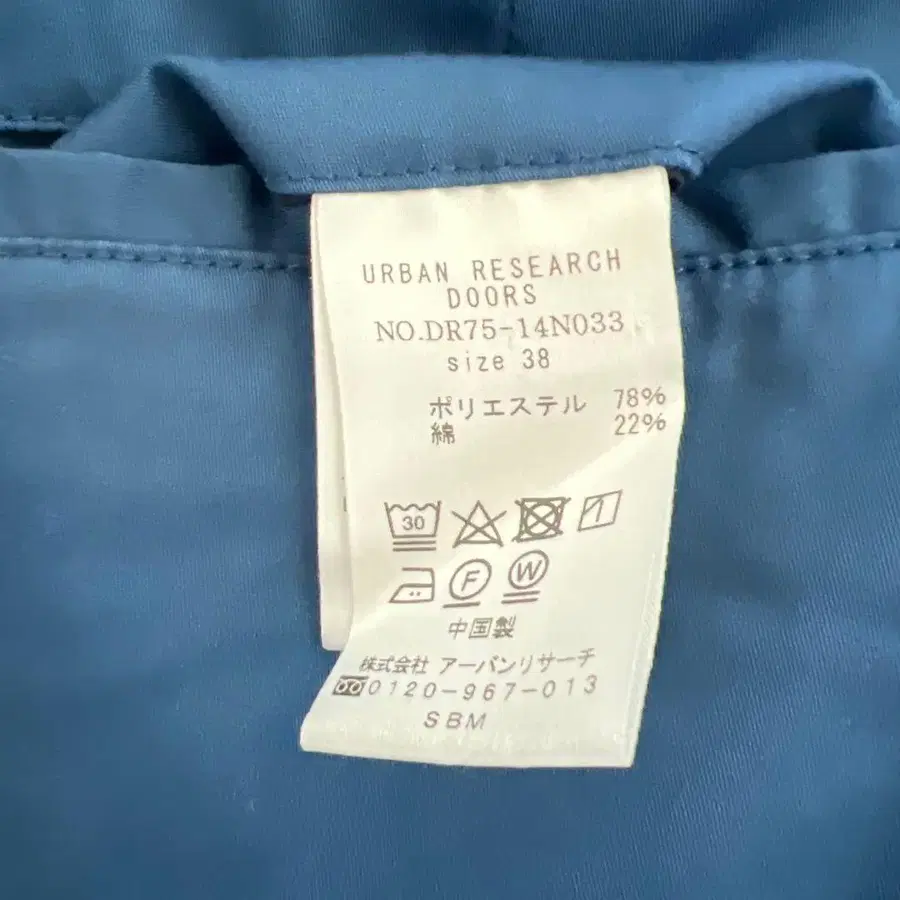 URBAN RESEARCH
DOORS
NO.DR75-14N033
size 38
ポリエステル 78%
綿 22%
30
F W
中国製
株式会社 アーバンリサーチ
0120-967-013
SBM